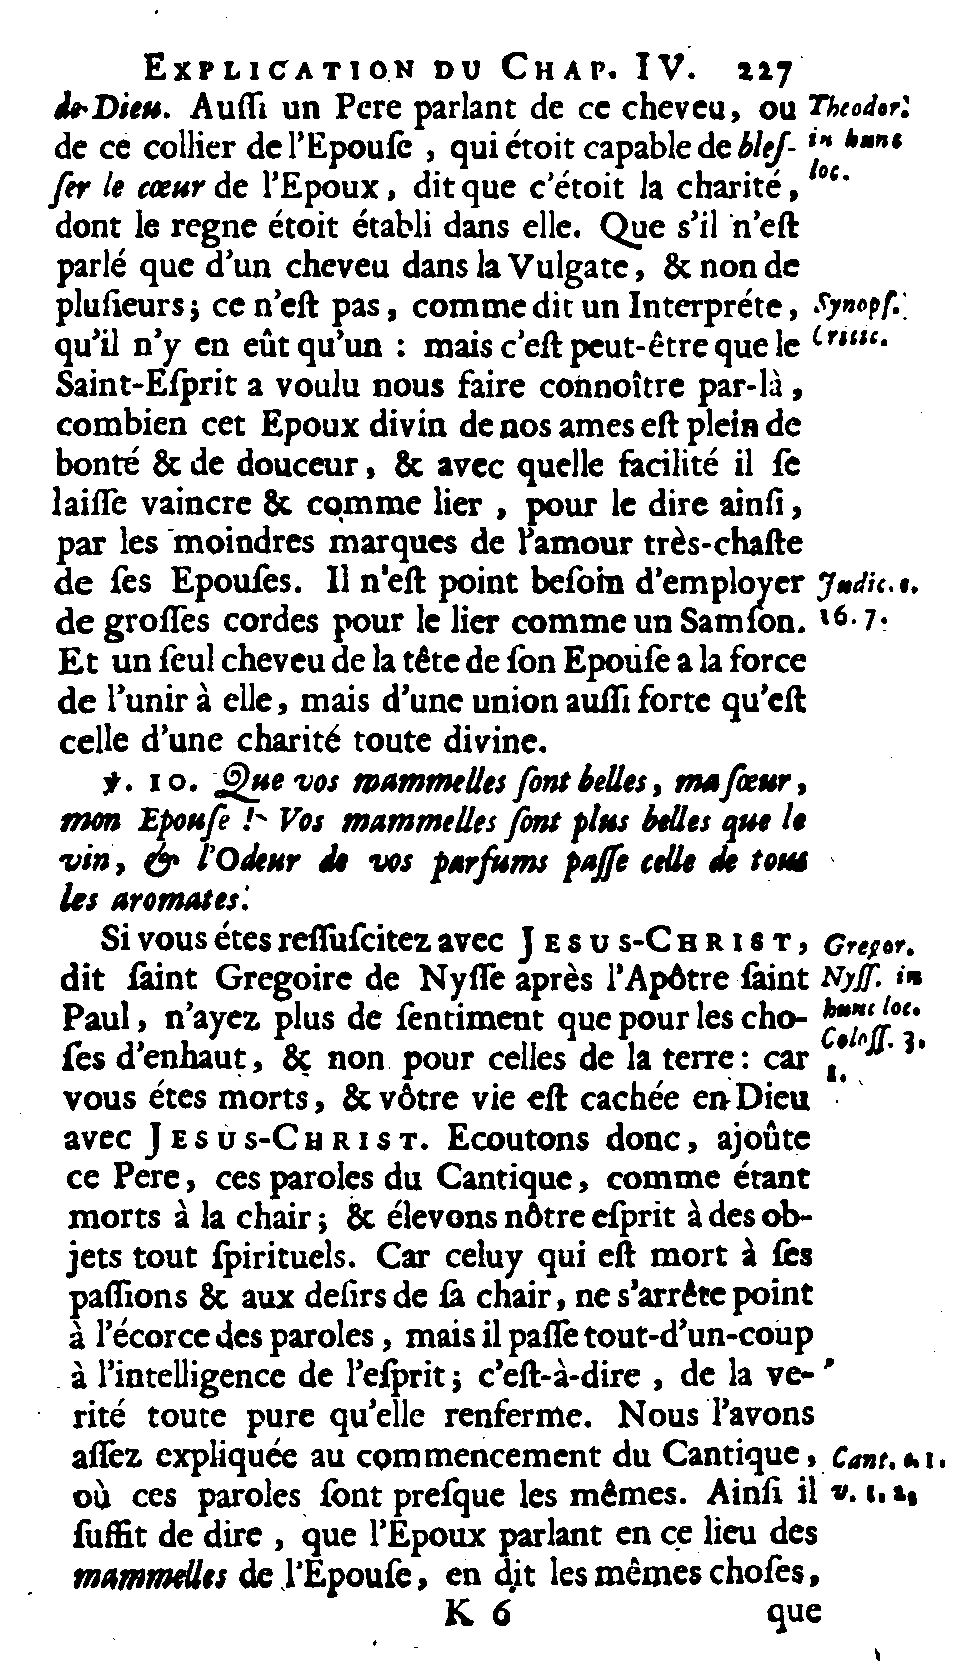 EXPLICATION DU CHAP. IV. 227
de Dieu. Auſſi un Pere parlant de ce cheveu, ou Theodor.
de ce collier de l'Epouſe, qui étoit capable de bleſ- in hunc
ſer le cœur de l'Epoux, dit que c'étoit la charité, loc.
dont le regne étoit établi dans elle. Que s'il n'eſt
parlé que d'un cheveu dans la Vulgate, & non de
pluſieurs; ce n'eſt pas, comme dit un Interpréte, Synopſ.
qu'il n'y en eût qu'un : mais c'eſt peut-être que le Critic.
Saint-Eſprit a voulu nous faire connoître par-là,
combien cet Epoux divin de nos ames eſt plein de
bonté & de douceur, & avec quelle facilité il ſe
laiſſe vaincre & comme lier, pour le dire ainſi,
par les moindres marques de l'amour très-chaſte
de ſes Epouſes. Il n'eſt point beſoin d'employer Judic. c.
de groſſes cordes pour le lier comme un Samſon. 16. 7.
Et un ſeul cheveu de la tête de ſon Epouſe a la force
de l'unir à elle, mais d'une union auſſi forte qu'eſt
celle d'une charité toute divine.
℣. 10. Que vos mammelles ſont belles, ma ſœur,
mon Epouſe ! Vos mammelles ſont plus belles que le
vin, & l'Odeur de vos parfums paſſe celle de tous
les aromates.
Si vous étes reſſuſcitez avec JESUS-CHRIST, Gregor.
dit ſaint Gregoire de Nyſſe après l'Apôtre ſaint Nyſſ. in
Paul, n'ayez plus de ſentiment que pour les cho- hunc loc.
ſes d'enhaut, & non pour celles de la terre: car Coloſſ. 3.
vous étes morts, & vôtre vie eſt cachée en Dieu 1.
avec JESUS-CHRIST. Ecoutons donc, ajoûte
ce Pere, ces paroles du Cantique, comme étant
morts à la chair; & élevons nôtre eſprit à des ob-
jets tout ſpirituels. Car celuy qui eſt mort à ſes
paſſions & aux deſirs de ſa chair, ne s'arrête point
à l'écorce des paroles, mais il paſſe tout-d'un-coup
à l'intelligence de l'eſprit; c'eſt-à-dire, de la ve-
rité toute pure qu'elle renferme. Nous l'avons
aſſez expliquée au commencement du Cantique, Cant. c. 1.
où ces paroles ſont preſque les mêmes. Ainſi il v. 1. 2.
ſuffit de dire, que l'Epoux parlant en ce lieu des
mammelles de l'Epouſe, en dit les mêmes choſes,
K 6 que